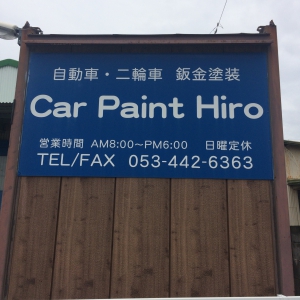 自動車・二輪車 鈑金塗装
Car Paint Hiro
営業時間 AM8:00〜PM6:00 日曜定休
TEL/FAX 053-442-6363